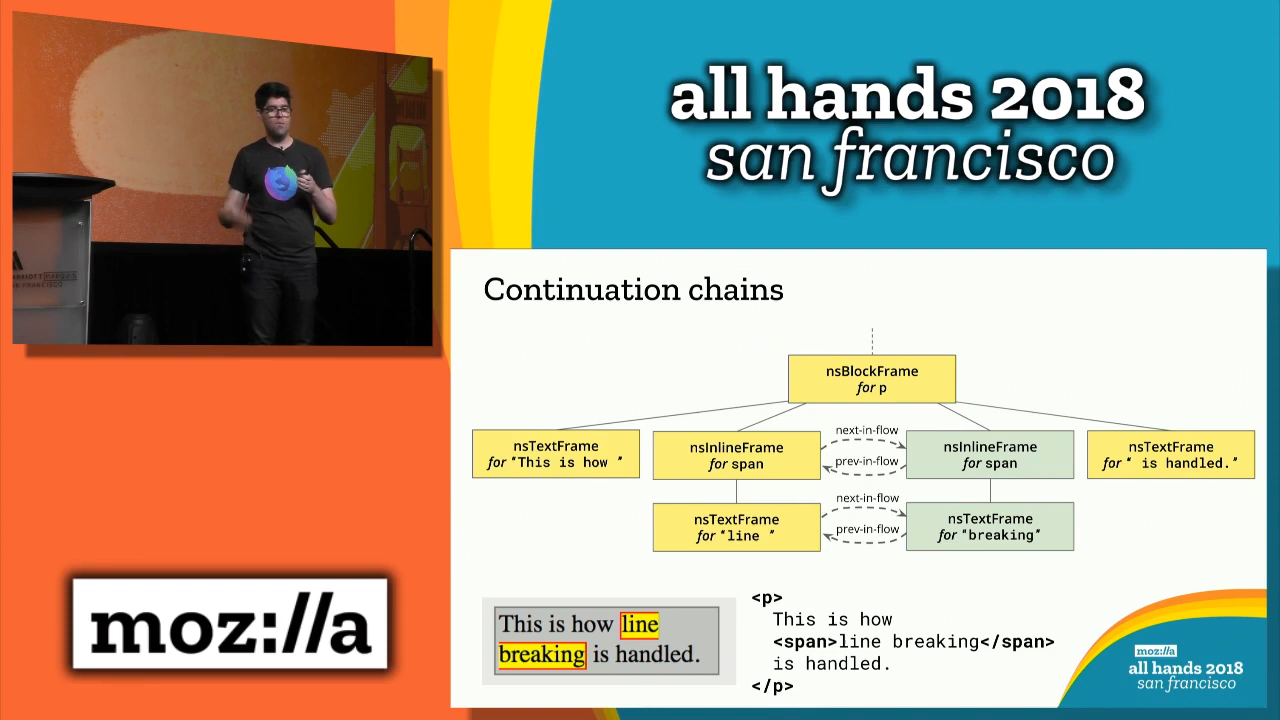 all hands 2018
san francisco
Continuation chains
nsBlockFrame
for p
nsTextFrame
for "This is how "
nsInlineFrame
for span
next-in-flow
prev-in-flow
nsInlineFrame
for span
nsTextFrame
for " is handled."
nsTextFrame
for "line "
next-in-flow
prev-in-flow
nsTextFrame
for "breaking"
This is how line
breaking is handled.
<p>
This is how
<span>line breaking</span>
is handled.
</p>
moz://a
all hands 2018
san francisco
moz://a